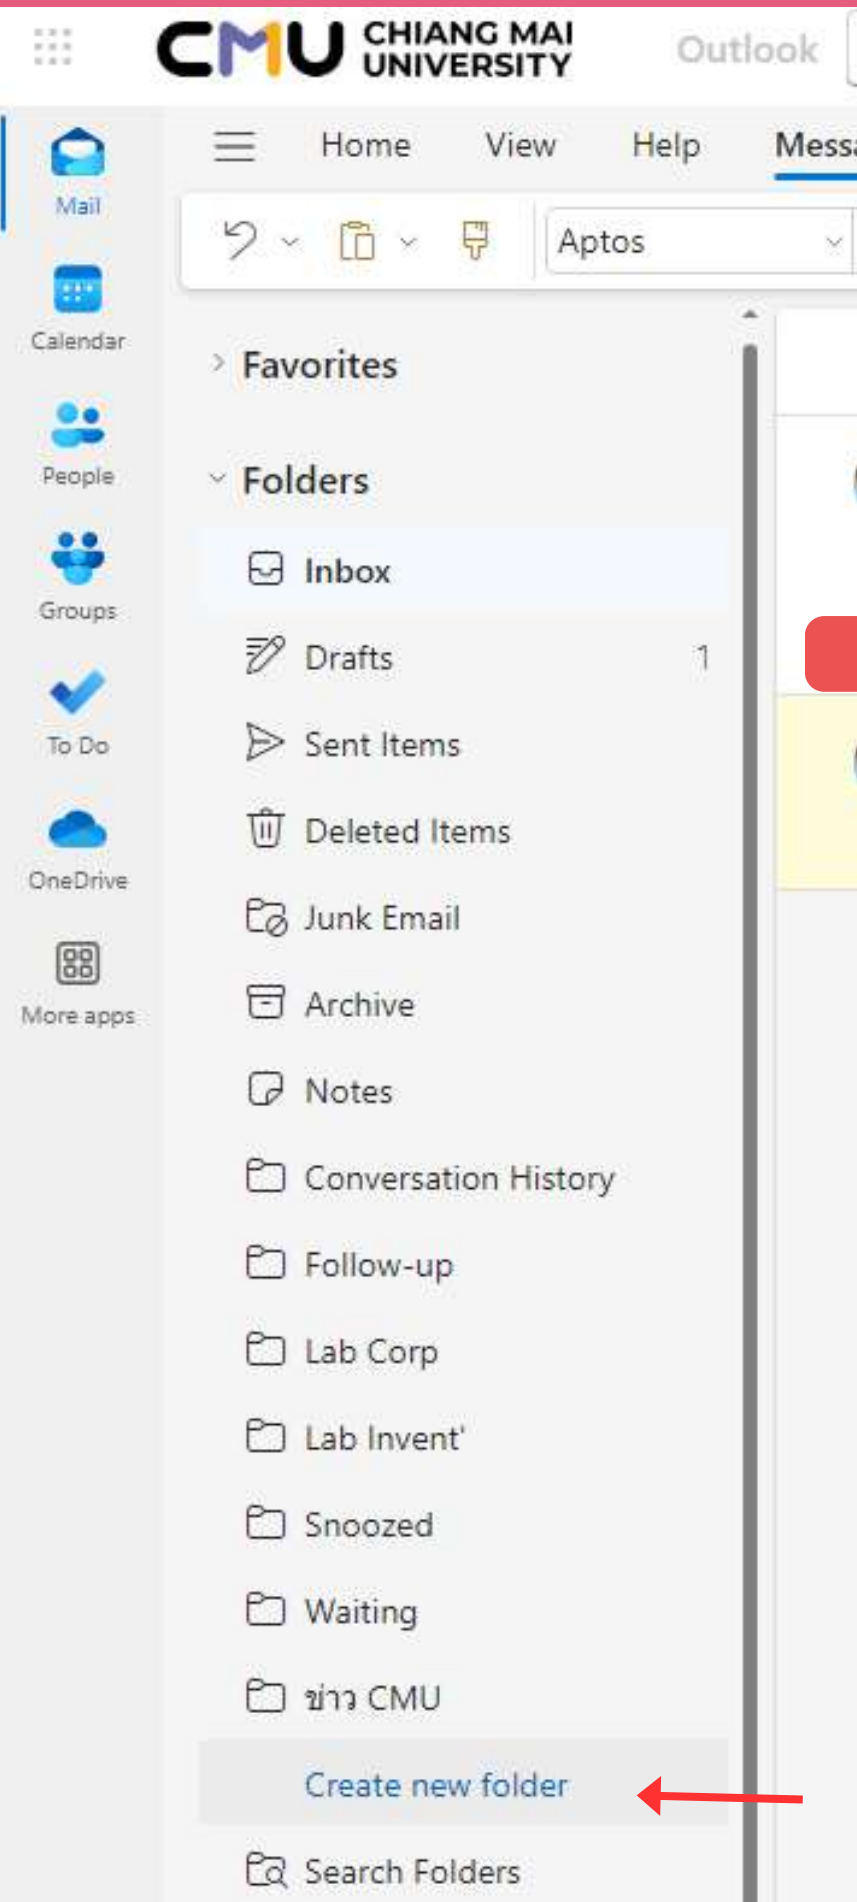 CMU CHIANG MAI
UNIVERSITY
Outlook
Home View Help
Mail
Aptos
Calendar
Favorites
People
Folders
Inbox
Groups
Drafts 1
To Do
Sent Items
Deleted Items
OneDrive
Junk Email
More apps
Archive
Notes
Conversation History
Follow-up
Lab Corp
Lab Invent'
Snoozed
Waiting
ข่าว CMU
Create new folder
Search Folders